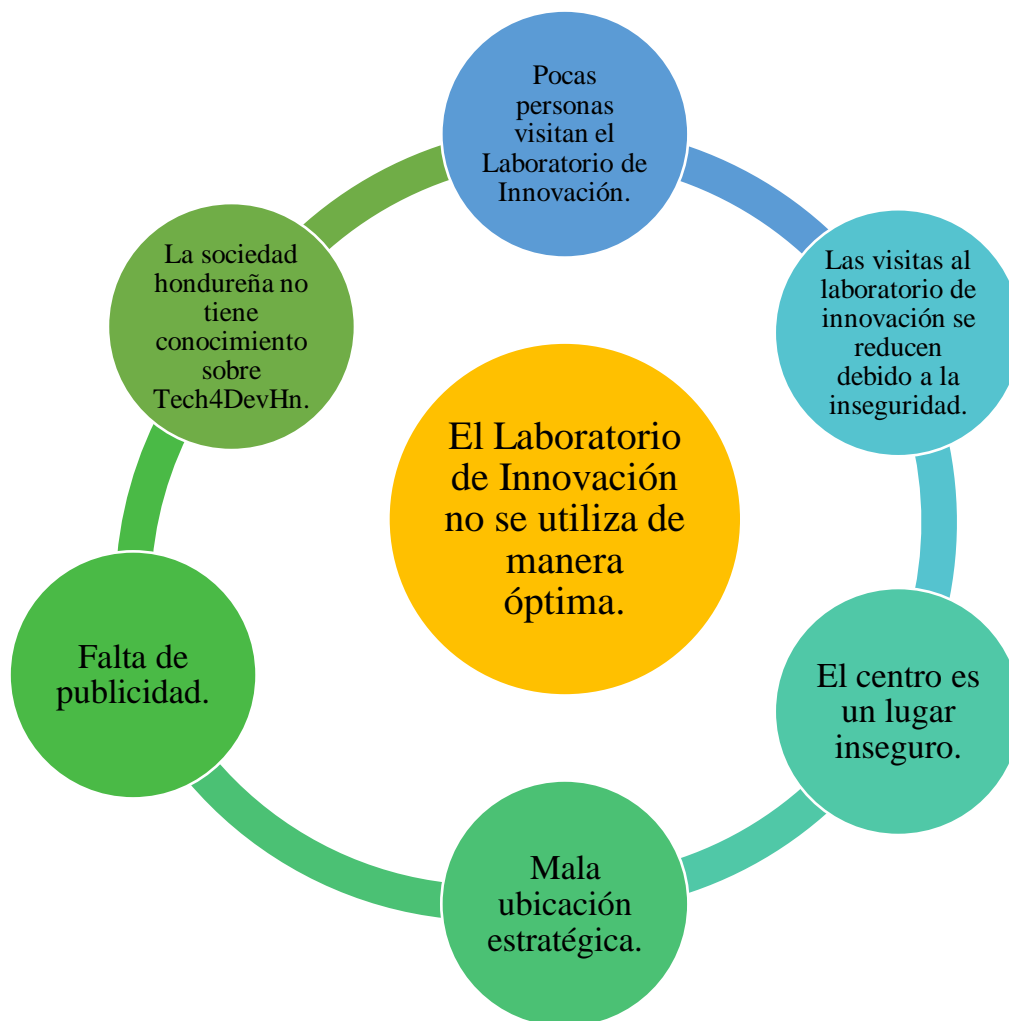 Pocas
personas
visitan el
Laboratorio de
Innovación.
Las visitas al
laboratorio de
innovación se
reducen
debido a la
inseguridad.
El centro es
un lugar
inseguro.
Mala
ubicación
estratégica.
Falta de
publicidad.
La sociedad
hondureña no
tiene
conocimiento
sobre
Tech4DevHn.
El Laboratorio
de Innovación
no se utiliza de
manera
óptima.